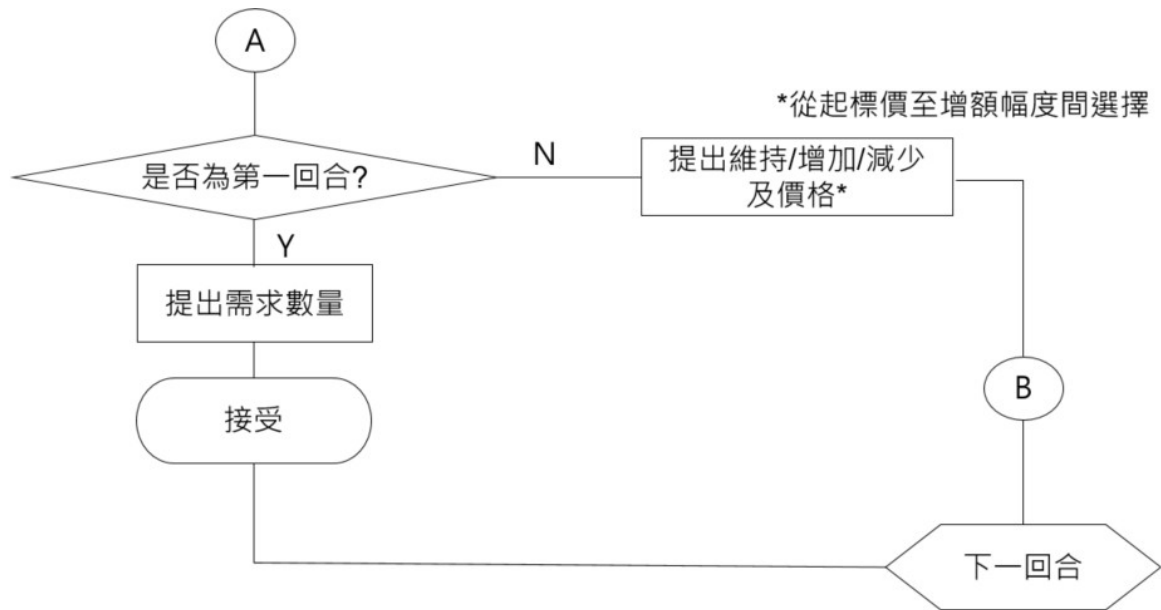 A
*從起標價至增額幅度間選擇
是否為第一回合?
N
提出維持/增加/減少
及價格*
Y
提出需求數量
接受
B
下一回合